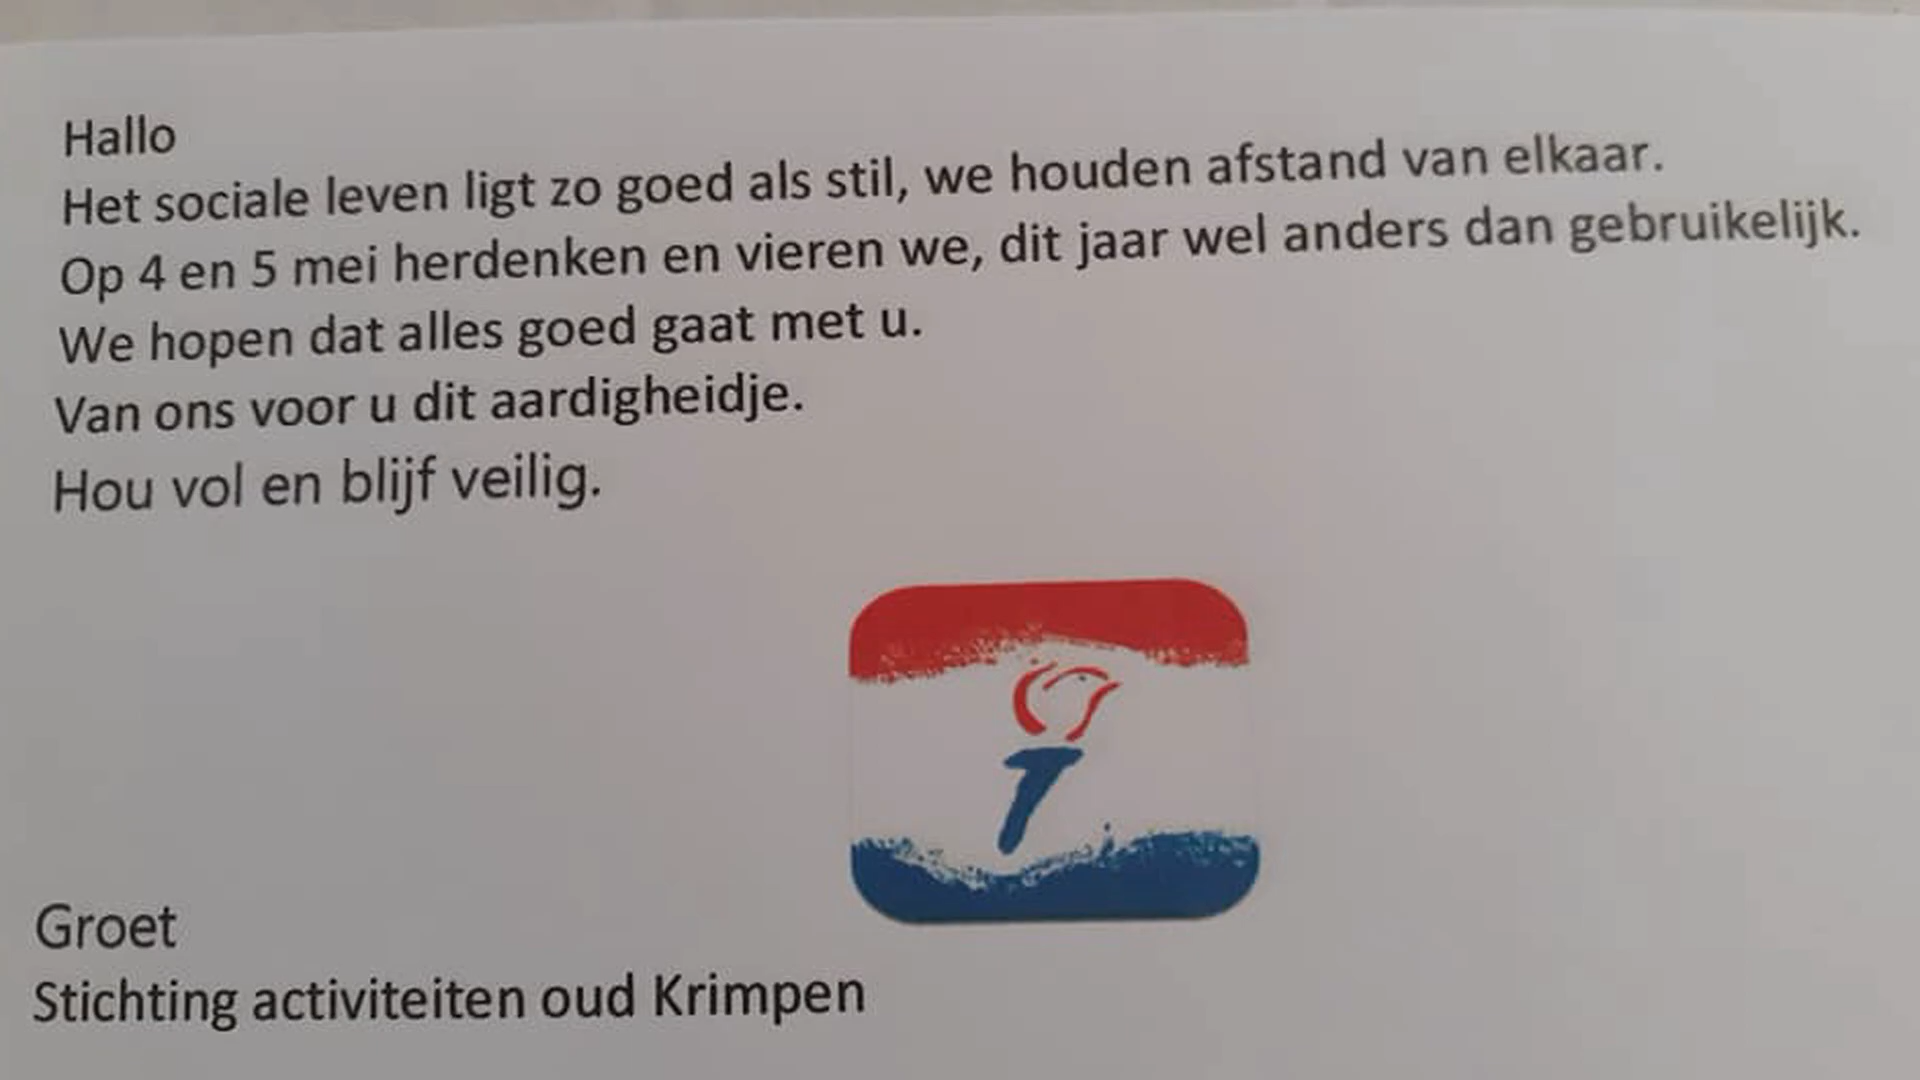 Hallo
Het sociale leven ligt zo goed als stil, we houden afstand van elkaar.
Op 4 en 5 mei herdenken en vieren we, dit jaar wel anders dan gebruikelijk.
We hopen dat alles goed gaat met u.
Van ons voor u dit aardigheidje.
Hou vol en blijf veilig.
Groet
Stichting activiteiten oud Krimpen